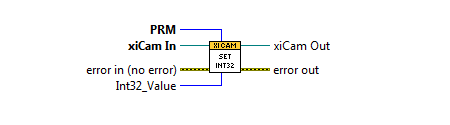 PRM
xiCam In
XICAM
xiCam Out
SET
INT32
error in (no error)
error out
Int32_Value